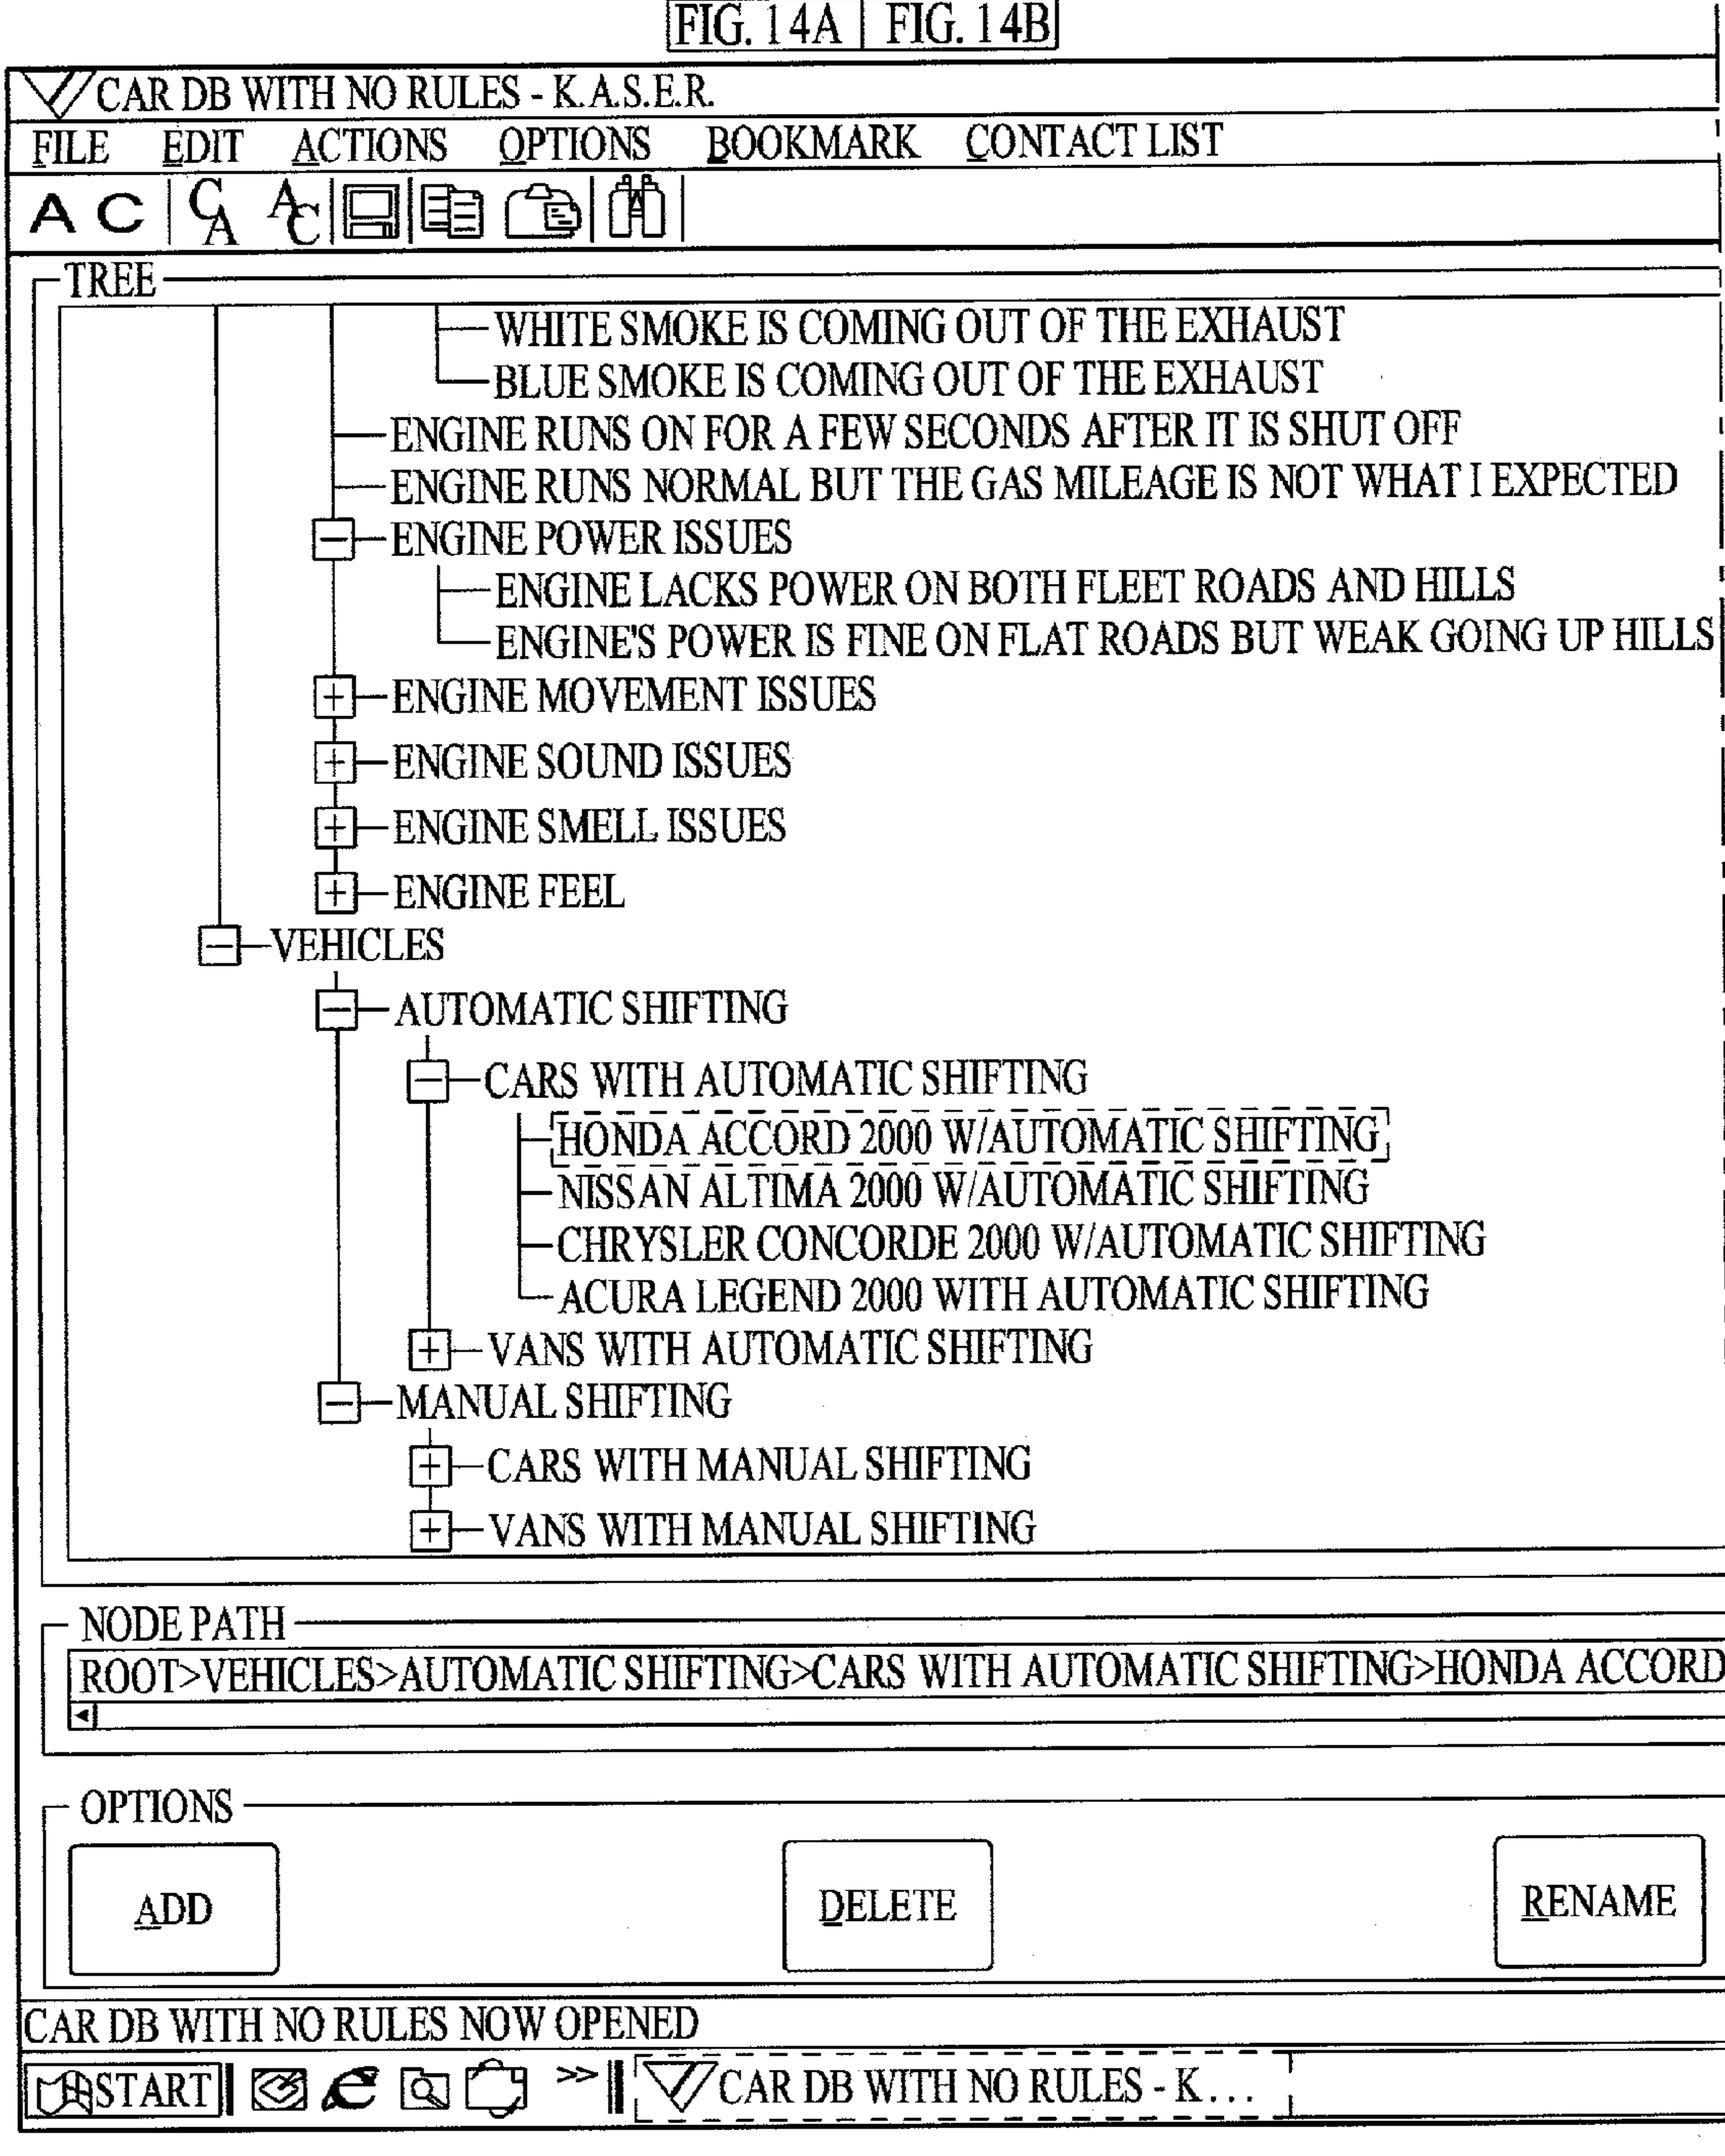 FIG. 14A FIG. 14B
CAR DB WITH NO RULES - K.A.S.E.R.
FILE EDIT ACTIONS OPTIONS BOOKMARK CONTACT LIST
A C C A A C
TREE
WHITE SMOKE IS COMING OUT OF THE EXHAUST
BLUE SMOKE IS COMING OUT OF THE EXHAUST
ENGINE RUNS ON FOR A FEW SECONDS AFTER IT IS SHUT OFF
ENGINE RUNS NORMAL BUT THE GAS MILEAGE IS NOT WHAT I EXPECTED
ENGINE POWER ISSUES
ENGINE LACKS POWER ON BOTH FLEET ROADS AND HILLS
ENGINE'S POWER IS FINE ON FLAT ROADS BUT WEAK GOING UP HILLS
ENGINE MOVEMENT ISSUES
ENGINE SOUND ISSUES
ENGINE SMELL ISSUES
ENGINE FEEL
VEHICLES
AUTOMATIC SHIFTING
CARS WITH AUTOMATIC SHIFTING
HONDA ACCORD 2000 W/AUTOMATIC SHIFTING
NISSAN ALTIMA 2000 W/AUTOMATIC SHIFTING
CHRYSLER CONCORDE 2000 W/AUTOMATIC SHIFTING
ACURA LEGEND 2000 WITH AUTOMATIC SHIFTING
VANS WITH AUTOMATIC SHIFTING
MANUAL SHIFTING
CARS WITH MANUAL SHIFTING
VANS WITH MANUAL SHIFTING
NODE PATH
ROOT>VEHICLES>AUTOMATIC SHIFTING>CARS WITH AUTOMATIC SHIFTING>HONDA ACCORD
OPTIONS
ADD DELETE RENAME
CAR DB WITH NO RULES NOW OPENED
START >> CAR DB WITH NO RULES - K...